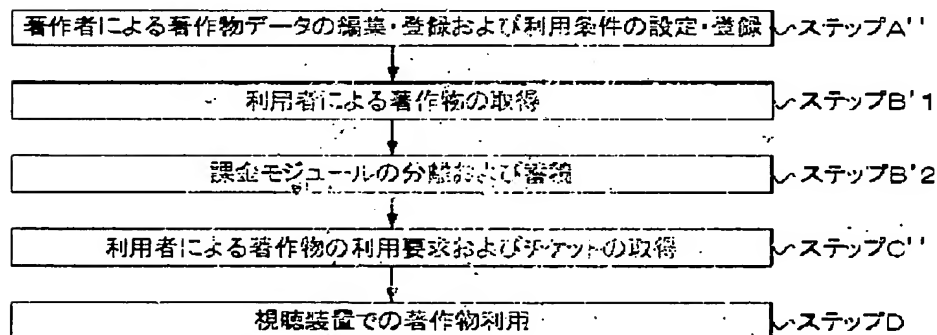 著作者による著作物データの編集・登録および利用条件の設定・登録 ステップA''
利用者による著作物の取得 ステップB'1
課金モジュールの分離および蓄積 ステップB'2
利用者による著作物の利用要求およびチケットの取得 ステップC''
視聴装置での著作物利用 ステップD